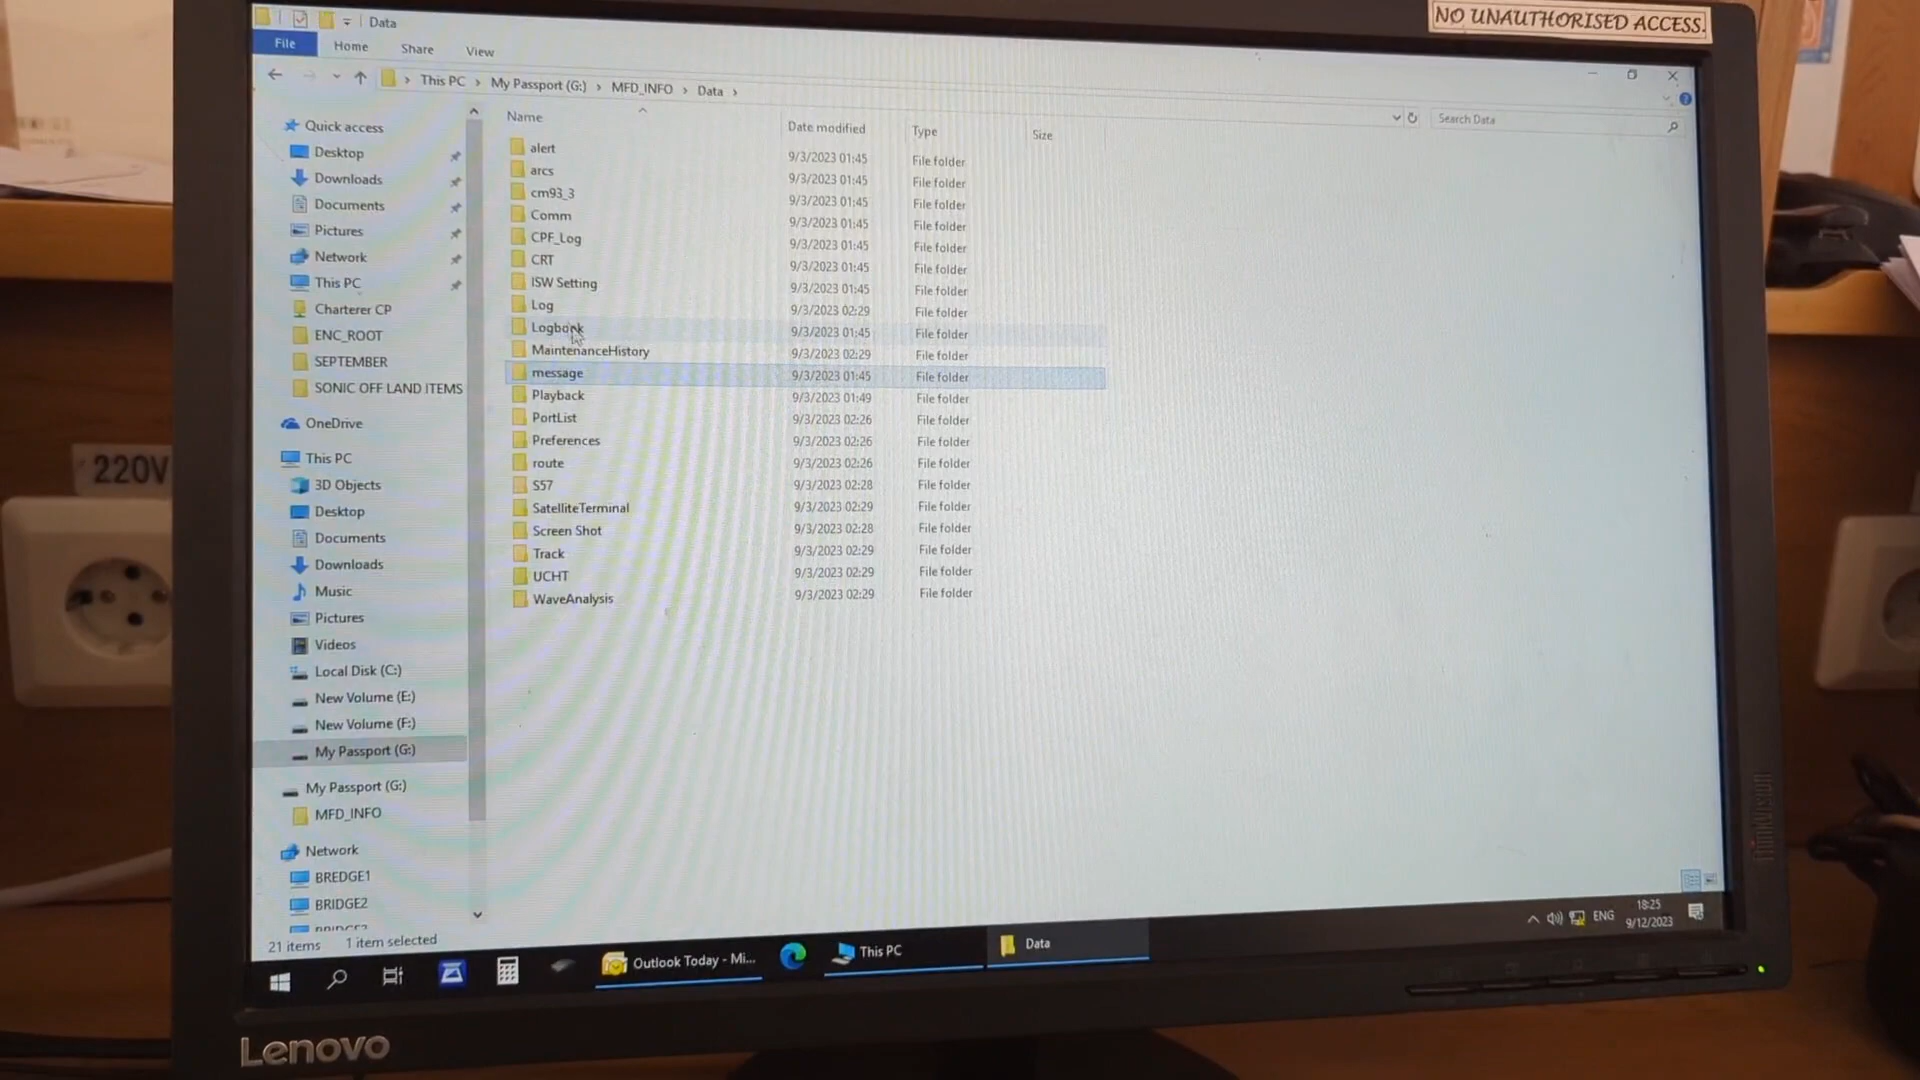 NO UNAUTHORISED ACCESS.
Data
File Home Share View
This PC > My Passport (G:) > MFD_INFO > Data >
Search Data
Name Date modified Type Size
alert 9/3/2023 01:45 File folder
arcs 9/3/2023 01:45 File folder
cm93_3 9/3/2023 01:45 File folder
Comm 9/3/2023 01:45 File folder
CPF_Log 9/3/2023 01:45 File folder
CRT 9/3/2023 01:45 File folder
ISW Setting 9/3/2023 01:45 File folder
Log 9/3/2023 02:29 File folder
Logbook 9/3/2023 01:45 File folder
MaintenanceHistory 9/3/2023 02:29 File folder
message 9/3/2023 01:45 File folder
Playback 9/3/2023 01:49 File folder
PortList 9/3/2023 02:26 File folder
Preferences 9/3/2023 02:26 File folder
route 9/3/2023 02:26 File folder
S57 9/3/2023 02:28 File folder
SatelliteTerminal 9/3/2023 02:29 File folder
Screen Shot 9/3/2023 02:28 File folder
Track 9/3/2023 02:29 File folder
UCHT 9/3/2023 02:29 File folder
WaveAnalysis 9/3/2023 02:29 File folder
Quick access
Desktop
Downloads
Documents
Pictures
Network
This PC
Charterer CP
ENC_ROOT
SEPTEMBER
SONIC OFF LAND ITEMS
OneDrive
This PC
3D Objects
Desktop
Documents
Downloads
Music
Pictures
Videos
Local Disk (C:)
New Volume (E:)
New Volume (F:)
My Passport (G:)
My Passport (G:)
MFD_INFO
Network
BREDGE1
BRIDGE2
21 items 1 item selected
Outlook Today - Mi...
This PC
Data
ENG
18:25
9/12/2023
220V
ThinkVision
Lenovo